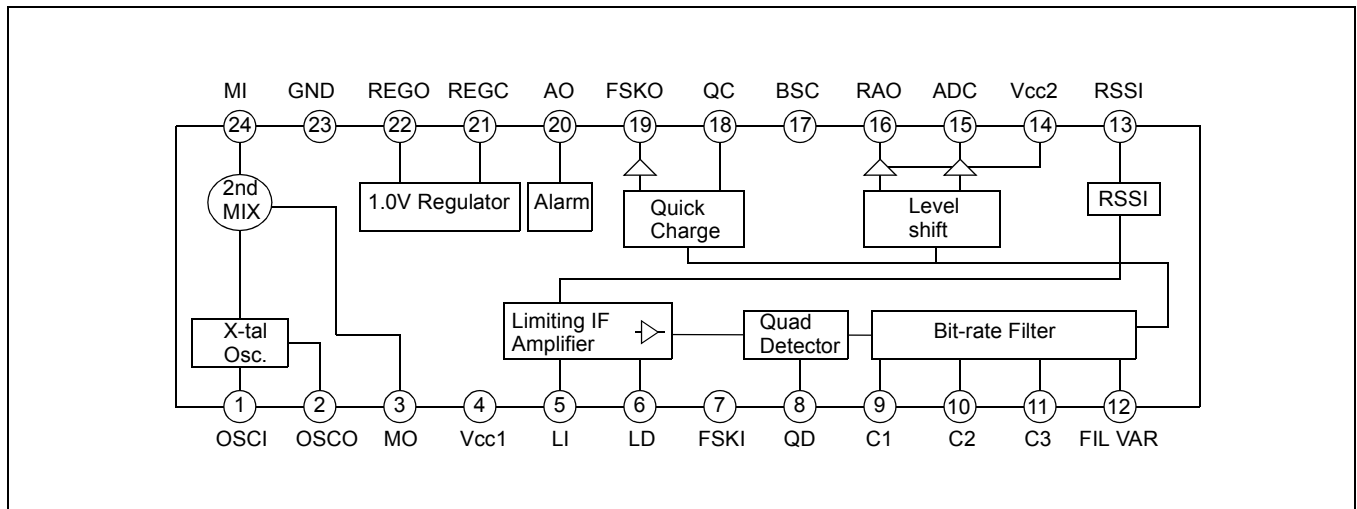 MI GND REGO REGC AO FSKO QC BSC RAO ADC Vcc2 RSSI
24 23 22 21 20 19 18 17 16 15 14 13
2nd
MIX
1.0V Regulator
Alarm
Quick
Charge
Level
shift
RSSI
X-tal
Osc.
Limiting IF
Amplifier
Quad
Detector
Bit-rate Filter
1 2 3 4 5 6 7 8 9 10 11 12
OSCI OSCO MO Vcc1 LI LD FSKI QD C1 C2 C3 FIL VAR